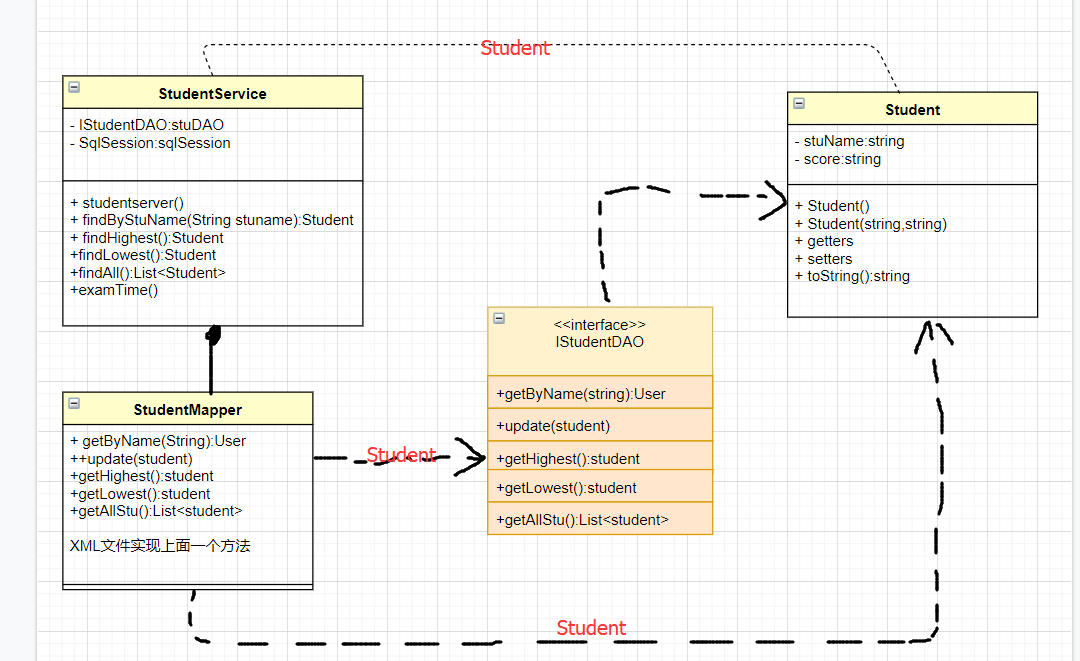 Student
StudentService
- IStudentDAO:stuDAO
- SqlSession:sqlSession
+ studentserver()
+ findByStuName(String stuname):Student
+ findHighest():Student
+findLowest():Student
+findAll():List<Student>
+examTime()
Student
- stuName:string
- score:string
+ Student()
+ Student(string,string)
+ getters
+ setters
+ toString():string
<<interface>>
IStudentDAO
+getByName(string):User
+update(student)
+getHighest():student
+getLowest():student
+getAllStu():List<student>
StudentMapper
+ getByName(String):User
++update(student)
+getHighest():student
+getLowest():student
+getAllStu():List<student>
XML文件实现上面一个方法
Student
Student